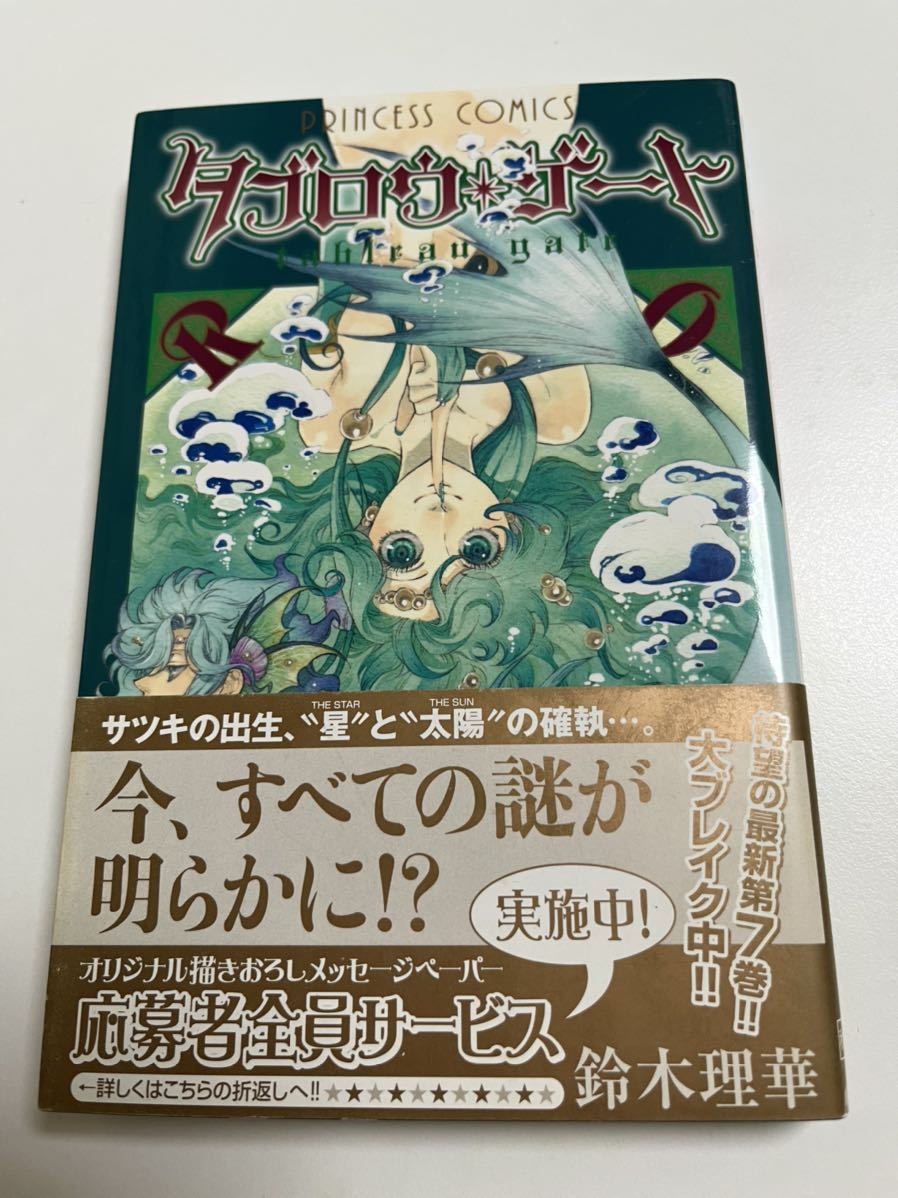 PRINCESS COMICS
タブロウ・ゲート
tableau gate
R
サツキの出生、“星”と“太陽”の確執…。
THE STAR
THE SUN
今、すべての謎が
明らかに!?
待望の最新第7巻!!
大ブレイク中!!
実施中!
オリジナル描きおろしメッセージペーパー
応募者全員サービス
←詳しくはこちらの折返しへ!!★★★★★★★★★★★
鈴木理華